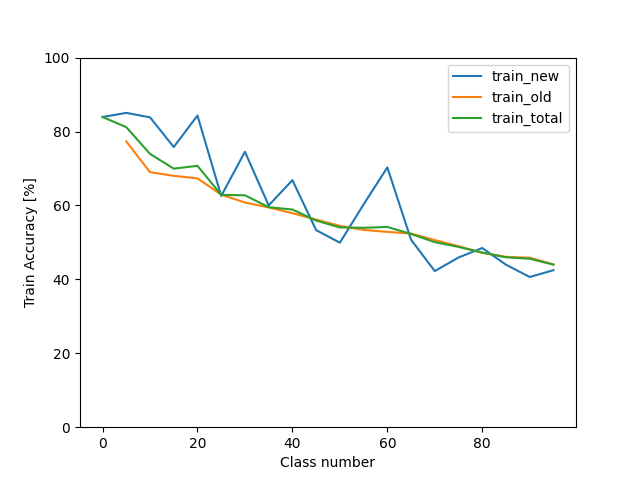 100
80
60
40
20
0
Train Accuracy [%]
train_new
train_old
train_total
0 20 40 60 80
Class number